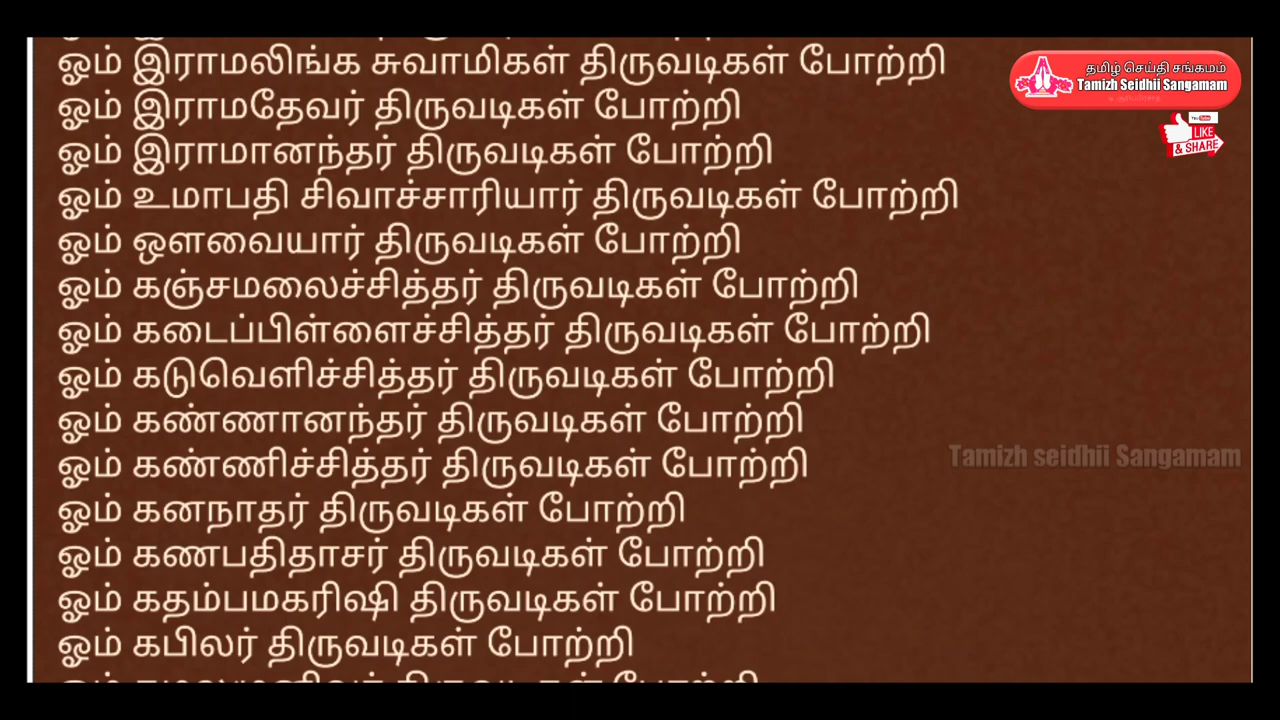 ஓம் இராமலிங்க சுவாமிகள் திருவடிகள் போற்றி
ஓம் இராமதேவர் திருவடிகள் போற்றி
ஓம் இராமானந்தர் திருவடிகள் போற்றி
ஓம் உமாபதி சிவாச்சாரியார் திருவடிகள் போற்றி
ஓம் ஔவையார் திருவடிகள் போற்றி
ஓம் கஞ்சமலைச்சித்தர் திருவடிகள் போற்றி
ஓம் கடைப்பிள்ளைச்சித்தர் திருவடிகள் போற்றி
ஓம் கடுவெளிச்சித்தர் திருவடிகள் போற்றி
ஓம் கண்ணானந்தர் திருவடிகள் போற்றி
ஓம் கண்ணிச்சித்தர் திருவடிகள் போற்றி
ஓம் கனநாதர் திருவடிகள் போற்றி
ஓம் கணபதிதாசர் திருவடிகள் போற்றி
ஓம் கதம்பமகரிஷி திருவடிகள் போற்றி
ஓம் கபிலர் திருவடிகள் போற்றி
தமிழ் செய்தி சங்கமம்
Tamizh Seidhii Sangamam
YouTube
LIKE
& SHARE
Tamizh seidhii Sangamam